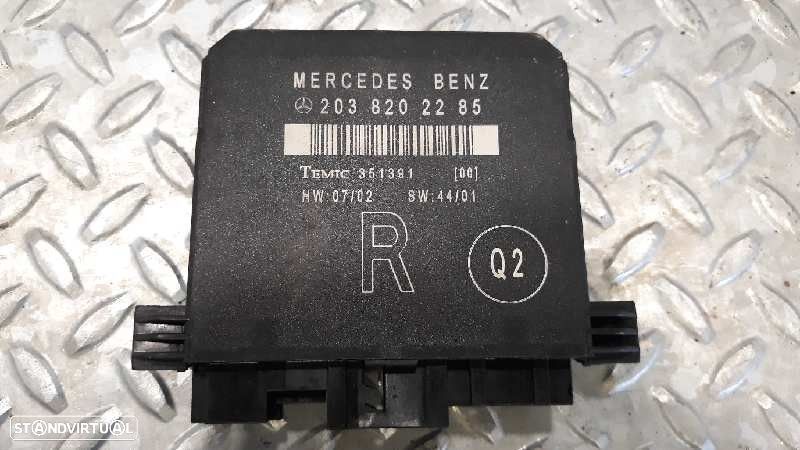 MERCEDES BENZ
203 820 22 85
TEMIC 351391 [00]
HW:07/02 SW:44/01
R
Q2
STANDVIRTUAL